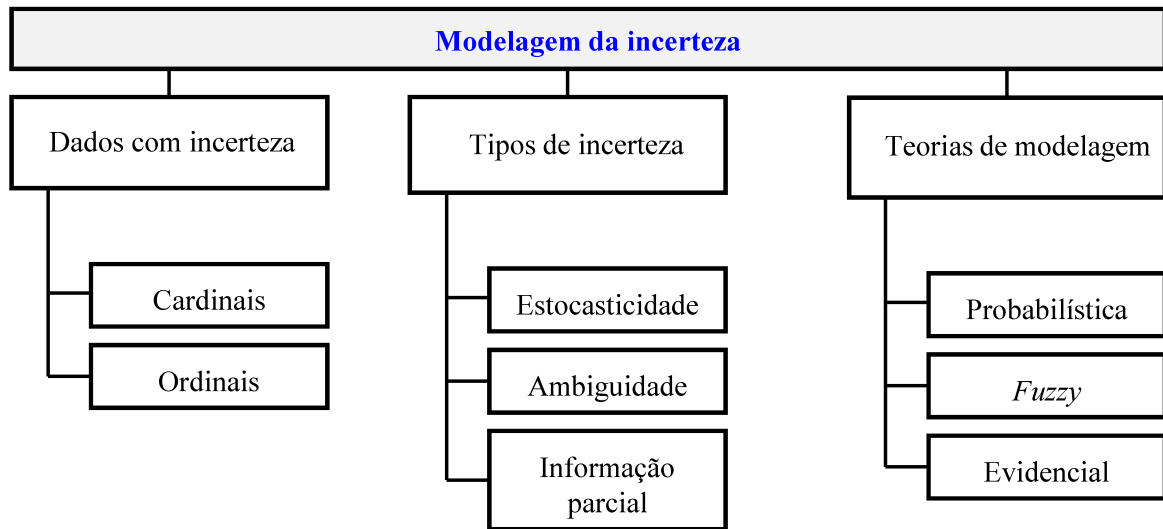 Modelagem da incerteza
Dados com incerteza
Cardinais
Ordinais
Tipos de incerteza
Estocasticidade
Ambiguidade
Informação
parcial
Teorias de modelagem
Probabilística
Fuzzy
Evidencial